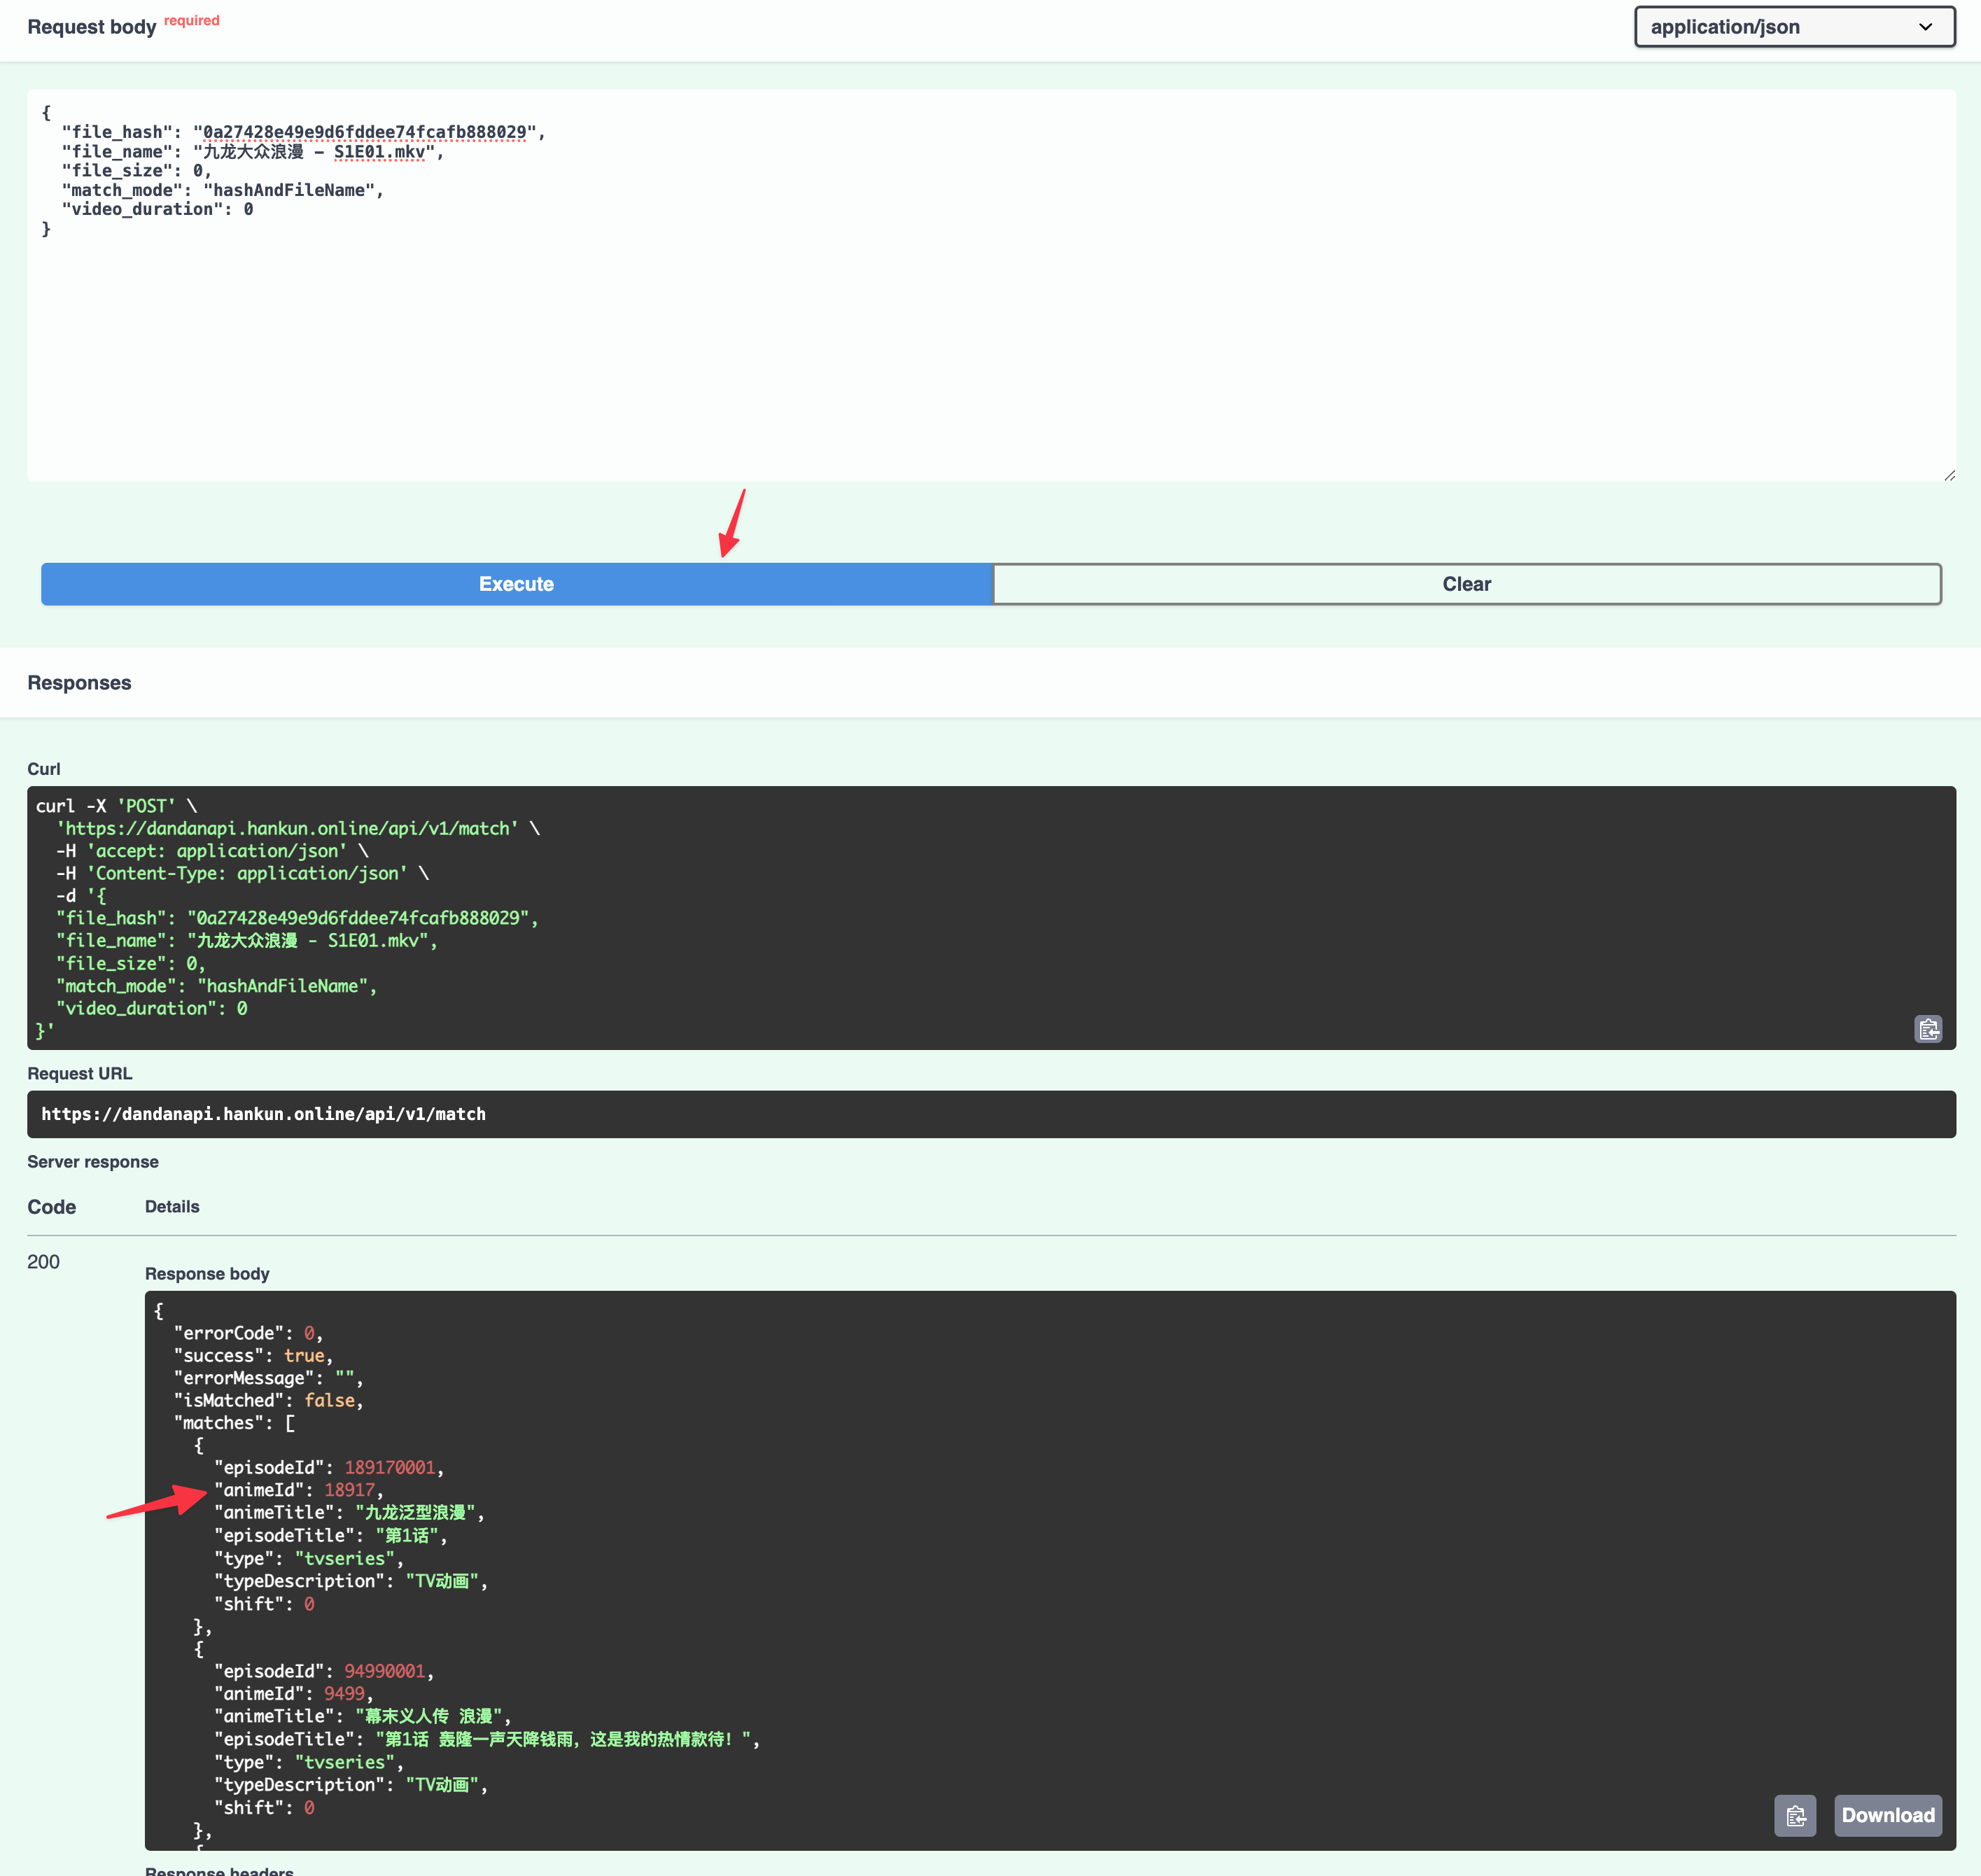 Request body required
application/json
{
  "file_hash": "0a27428e49e9d6fddee74fcafb888029",
  "file_name": "九龙大众浪漫 – S1E01.mkv",
  "file_size": 0,
  "match_mode": "hashAndFileName",
  "video_duration": 0
}
Execute
Clear
Responses
Curl
curl -X 'POST' \
  'https://dandanapi.hankun.online/api/v1/match' \
  -H 'accept: application/json' \
  -H 'Content-Type: application/json' \
  -d '{
  "file_hash": "0a27428e49e9d6fddee74fcafb888029",
  "file_name": "九龙大众浪漫 – S1E01.mkv",
  "file_size": 0,
  "match_mode": "hashAndFileName",
  "video_duration": 0
}'
Request URL
https://dandanapi.hankun.online/api/v1/match
Server response
Code
Details
200
Response body
{
  "errorCode": 0,
  "success": true,
  "errorMessage": "",
  "isMatched": false,
  "matches": [
    {
      "episodeId": 189170001,
      "animeId": 18917,
      "animeTitle": "九龙泛型浪漫",
      "episodeTitle": "第1话",
      "type": "tvseries",
      "typeDescription": "TV动画",
      "shift": 0
    },
    {
      "episodeId": 94990001,
      "animeId": 9499,
      "animeTitle": "幕末义人传 浪漫",
      "episodeTitle": "第1话 轰隆一声天降钱雨，这是我的热情款待！",
      "type": "tvseries",
      "typeDescription": "TV动画",
      "shift": 0
    },
    {
Download
Response headers